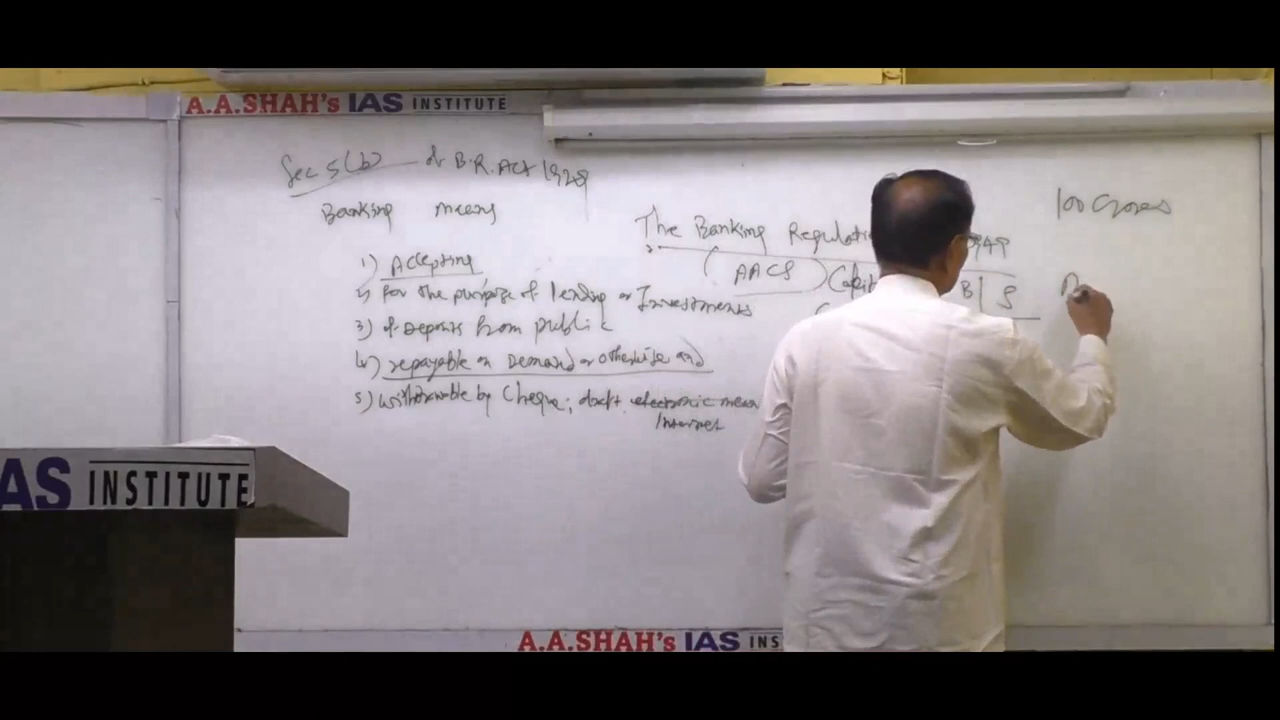 A.A.SHAH's IAS INSTITUTE
Sec 5(b) of B.R. Act 1949
Banking means
1) Accepting
2) for the purpose of lending or Investments
3) of Deposits from public
4) repayable on Demand or otherwise and
5) withdrawable by Cheque, draft, electronic mean
Internet
The Banking Regulati 949
(AACS)
B| S
100 Crores
IAS INSTITUTE
A.A.SHAH's IAS INS